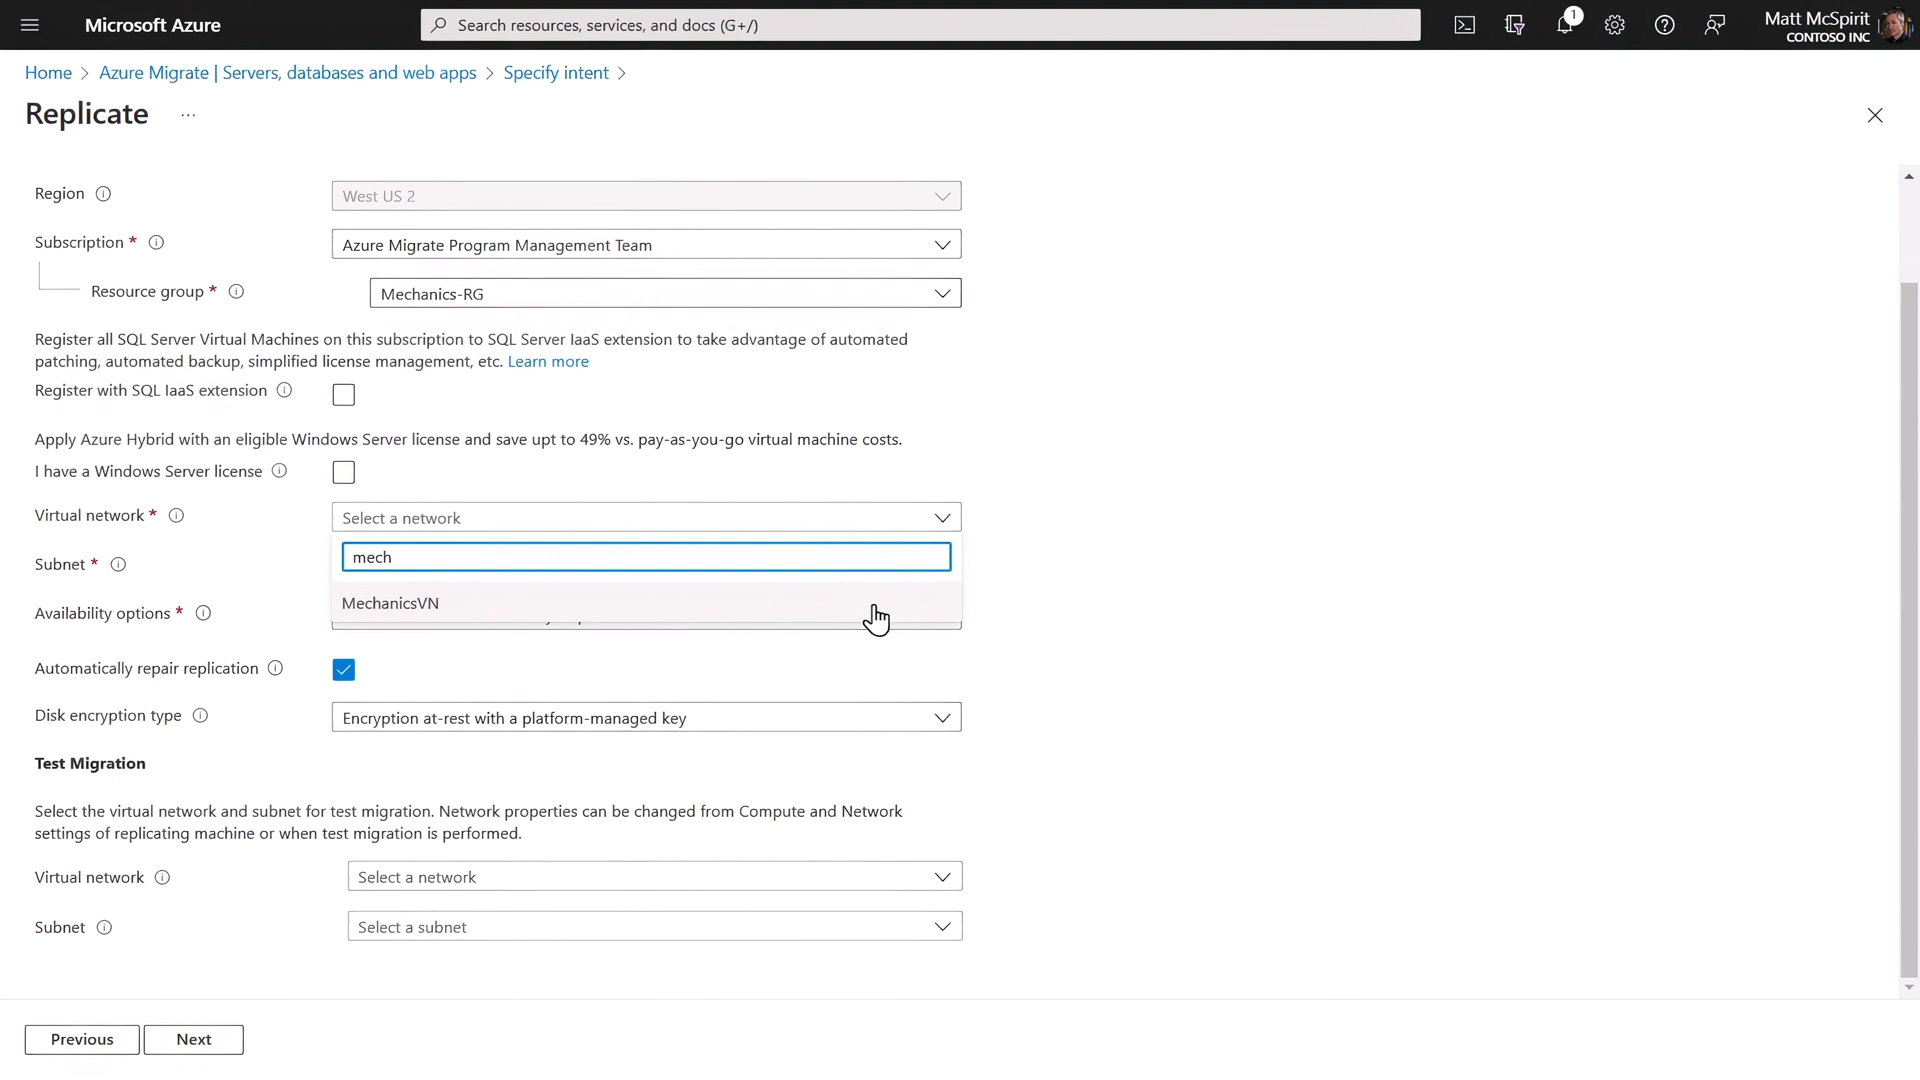 Microsoft Azure
Search resources, services, and docs (G+/)
1
Matt McSpirit
CONTOSO INC
Home > Azure Migrate | Servers, databases and web apps > Specify intent >
Replicate ...
Region
West US 2
Subscription *
Azure Migrate Program Management Team
Resource group *
Mechanics-RG
Register all SQL Server Virtual Machines on this subscription to SQL Server IaaS extension to take advantage of automated
patching, automated backup, simplified license management, etc. Learn more
Register with SQL IaaS extension
Apply Azure Hybrid with an eligible Windows Server license and save upt to 49% vs. pay-as-you-go virtual machine costs.
I have a Windows Server license
Virtual network *
Select a network
mech
Subnet *
MechanicsVN
Availability options *
Automatically repair replication
Disk encryption type
Encryption at-rest with a platform-managed key
Test Migration
Select the virtual network and subnet for test migration. Network properties can be changed from Compute and Network
settings of replicating machine or when test migration is performed.
Virtual network
Select a network
Subnet
Select a subnet
Previous
Next